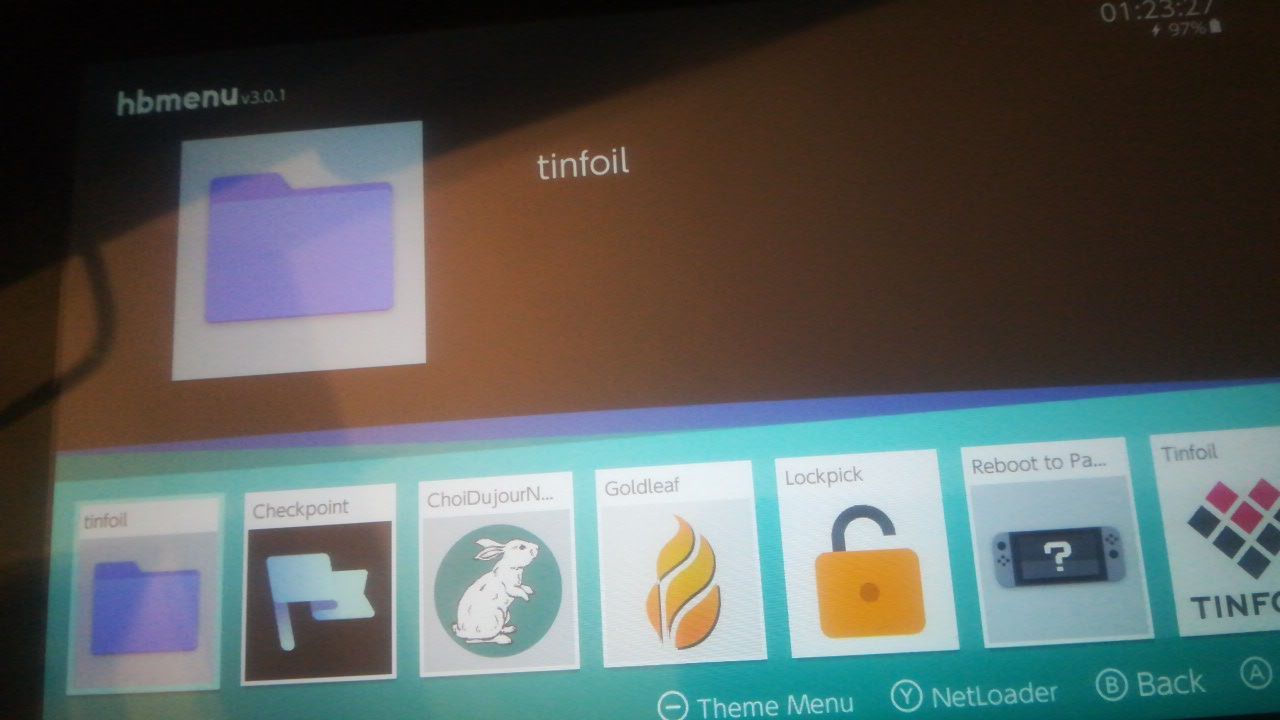 01:23:27
97%
hbmenu v3.0.1
tinfoil
tinfoil
Checkpoint
ChoiDujourN...
Goldleaf
Lockpick
Reboot to Pa...
Tinfoil
?
TINFO
Theme Menu
Y NetLoader
B Back
A